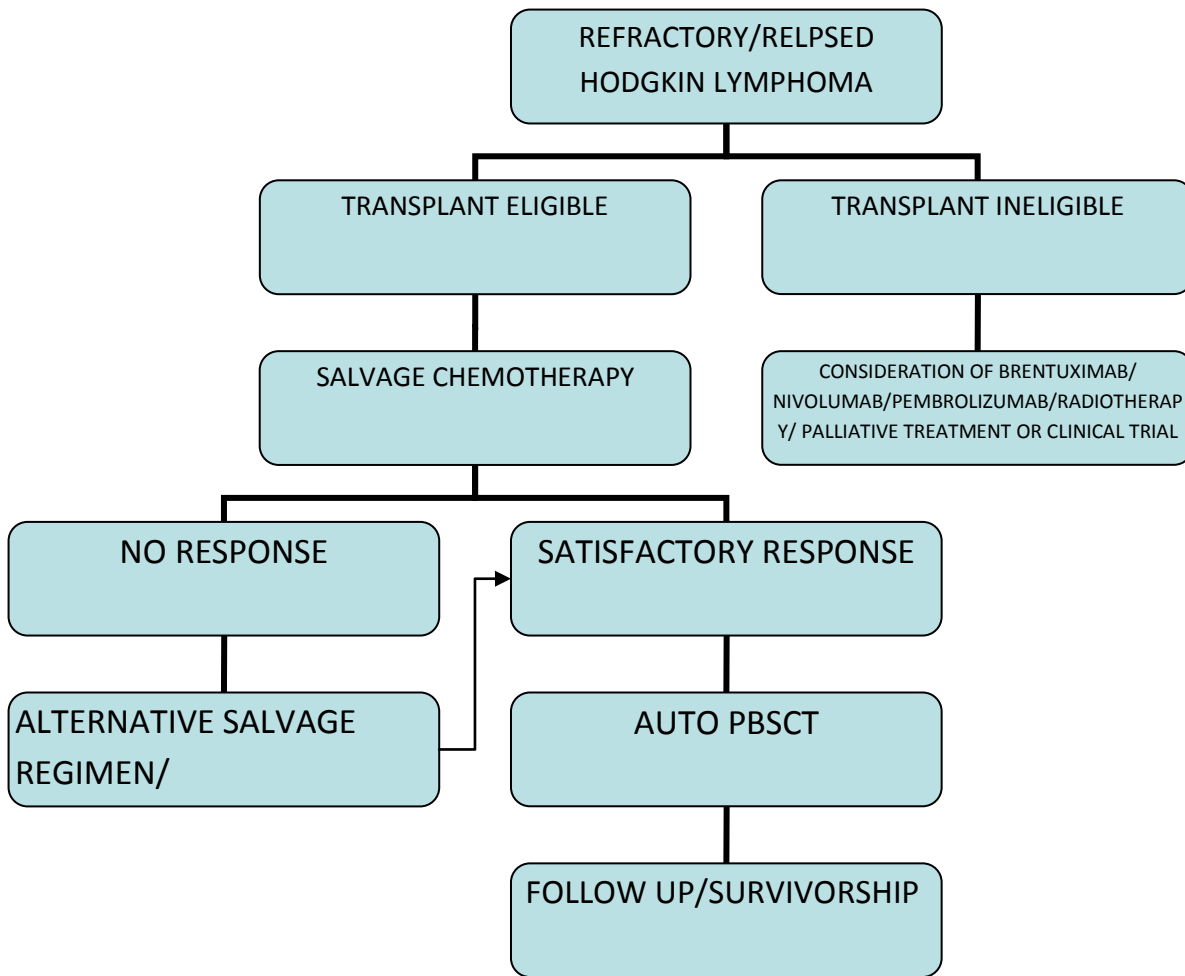 REFRACTORY/RELPSED
HODGKIN LYMPHOMA
TRANSPLANT ELIGIBLE
TRANSPLANT INELIGIBLE
SALVAGE CHEMOTHERAPY
CONSIDERATION OF BRENTUXIMAB/
NIVOLUMAB/PEMBROLIZUMAB/RADIOTHERAP
Y/ PALLIATIVE TREATMENT OR CLINICAL TRIAL
NO RESPONSE
SATISFACTORY RESPONSE
ALTERNATIVE SALVAGE
REGIMEN/
AUTO PBSCT
FOLLOW UP/SURVIVORSHIP